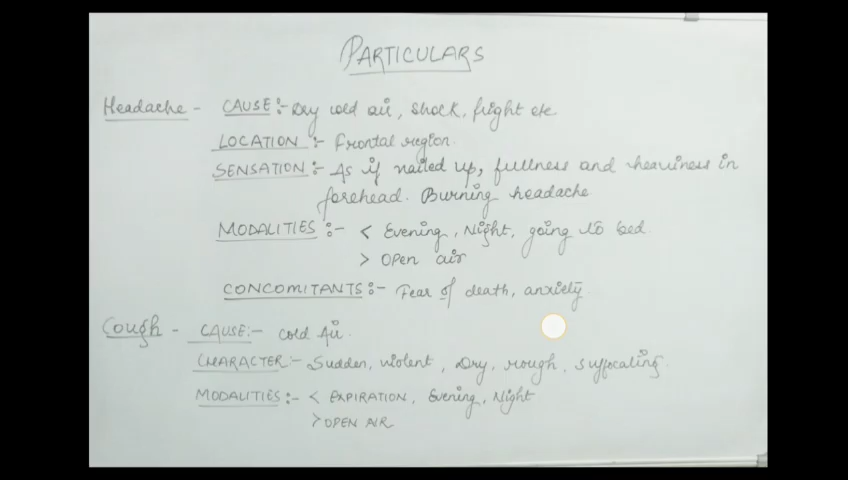 PARTICULARS
Headache - CAUSE :- Dry cold air, shock, fright etc
LOCATION :- Frontal region.
SENSATION :- As if nailed up, fullness and heaviness in
forehead. Burning headache
MODALITIES :- < Evening, Night, going to bed
> OPEN air
CONCOMITANTS :- Fear of death, anxiety
Cough - CAUSE :- cold Air.
CHARACTER :- Sudden, violent, Dry, rough, suffocating.
MODALITIES :- < EXPIRATION, Evening, Night
> OPEN AIR